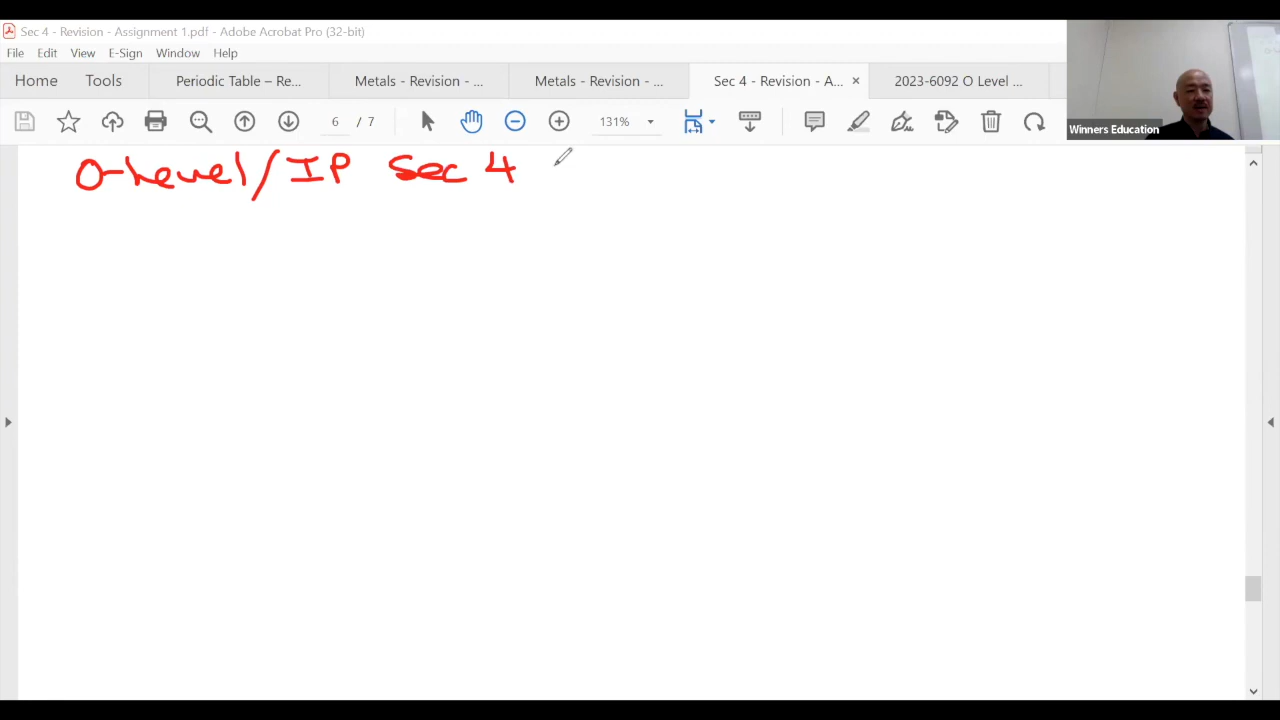 Sec 4 - Revision - Assignment 1.pdf - Adobe Acrobat Pro (32-bit)
File Edit View E-Sign Window Help
Home Tools Periodic Table – Re... Metals - Revision - ... Metals - Revision - ... Sec 4 - Revision - A... × 2023-6092 O Level ...
6 / 7 131%
Winners Education
O-Level/IP Sec 4